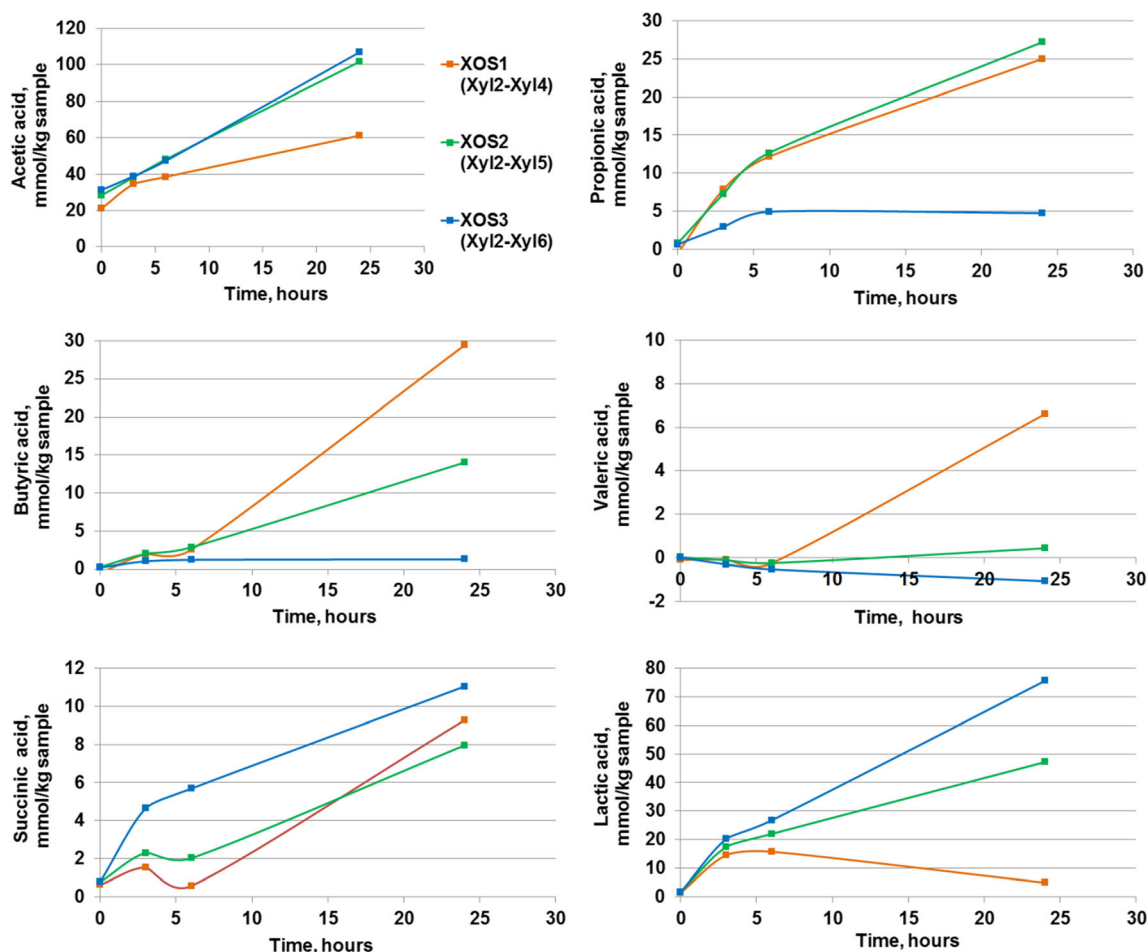 Acetic acid,
mmol/kg sample
120
100
80
60
40
20
0
0 5 10 15 20 25 30
Time, hours
XOS1
(Xyl2-Xyl4)
XOS2
(Xyl2-Xyl5)
XOS3
(Xyl2-Xyl6)
Propionic acid,
mmol/kg sample
30
25
20
15
10
5
0
0 5 10 15 20 25 30
Time, hours
Butyric acid,
mmol/kg sample
30
25
20
15
10
5
0
0 5 10 15 20 25 30
Time, hours
Valeric acid,
mmol/kg sample
10
8
6
4
2
0
-2
0 5 10 15 20 25 30
Time, hours
Succinic acid,
mmol/kg sample
12
10
8
6
4
2
0
0 5 10 15 20 25 30
Time, hours
Lactic acid,
mmol/kg sample
80
70
60
50
40
30
20
10
0
0 5 10 15 20 25 30
Time, hours